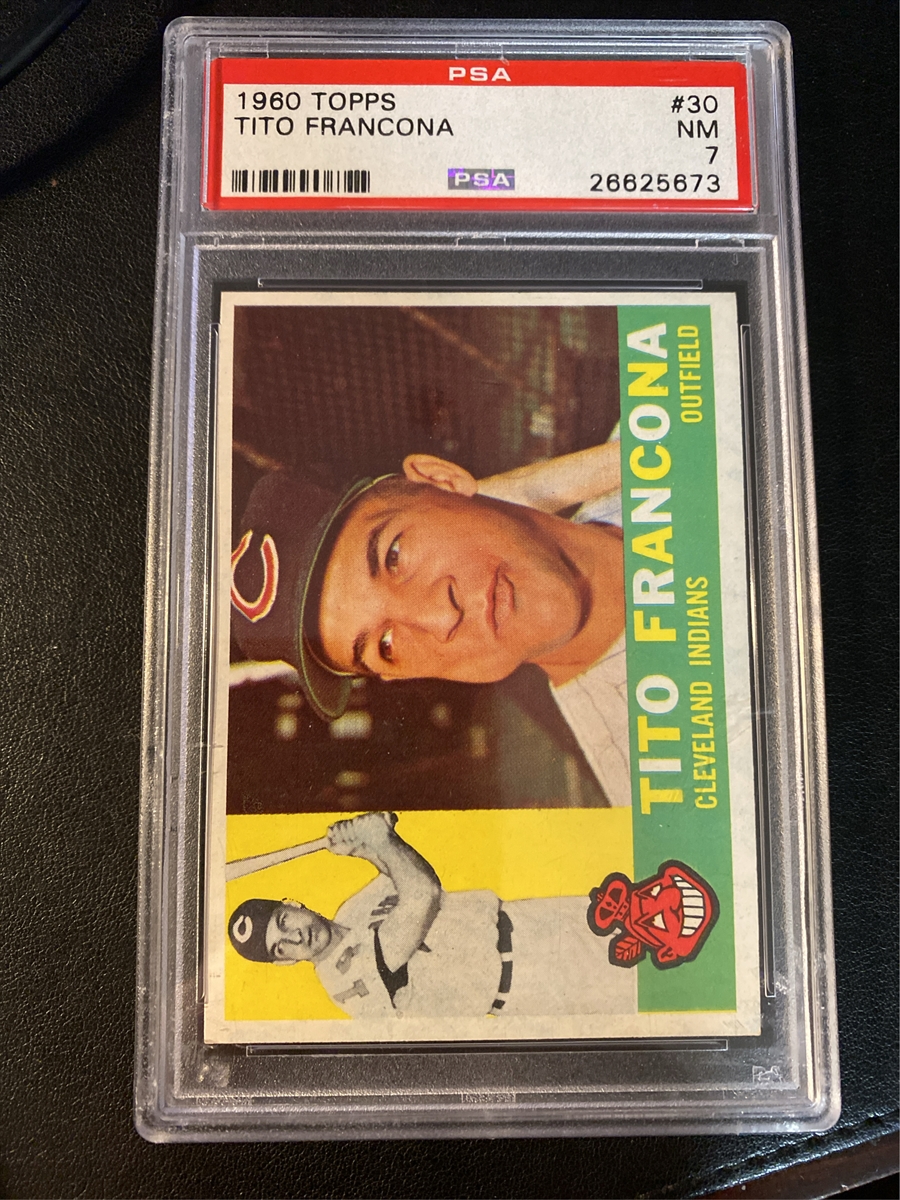 PSA
1960 TOPPS #30
TITO FRANCONA NM
7
PSA 26625673
C
TITO FRANCONA
CLEVELAND INDIANS OUTFIELD
C